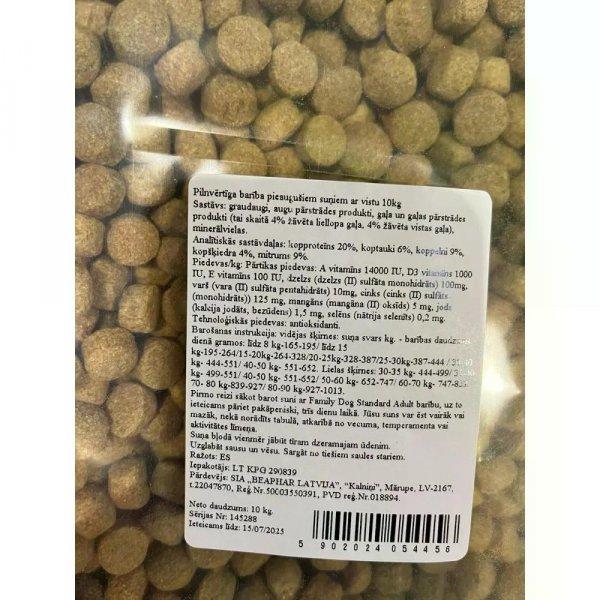 Pilnvērtīga barība pieaugušiem suņiem ar vistu 10kg
Sastāvs: graudaugi, augu pārstrādes produkti, gaļa un gaļas pārstrādes
produkti (tai skaitā 4% žāvēta liellopa gaļa, 4% žāvēta vistas gaļa),
minerālvielas.
Analītiskās sastāvdaļas: kopproteīns 20%, koptauki 6%, koppelni 9%,
kopšķiedra 4%, mitrums 9%.
Piedevas/kg: Pārtikas piedevas: A vitamīns 14000 IU, D3 vitamīns 1000
IU, E vitamīns 100 IU, dzelzs (dzelzs (II) sulfāta monohidrāts) 100mg,
varš (vara (II) sulfāta pentahidrāts) 10mg, cinks (cinks (II) sulfāts
(monohidrāts)) 125 mg, mangāns (mangāna (II) oksīds) 5 mg, jods
(kalcija jodāts, bezūdens) 1,5 mg, selēns (nātrija selenīts) 0,2 mg.
Tehnoloģiskās piedevas: antioksidanti.
Barošanas instrukcija: vidējās šķirnes: suņa svars kg. - barības daudzums
dienā gramos: līdz 8 kg-165-195/ līdz 15
kg-195-264/15-20kg-264-328/20-25kg-328-387/25-30kg-387-444 /
kg- 444-551/ 40-50 kg- 551-652. Lielas šķirnes: 30-35 kg- 444-499/
kg- 499-551/ 40-50 kg- 551-652/ 50-60 kg- 652-747/ 60-70 kg- 747-839
70- 80 kg-839-927/ 80-90 kg-927-1013.
Pirmo reizi sākot barot suni ar Family Dog Standard Adult barību, uz to
ieteicams pāriet pakāpeniski, trīs dienu laikā. Jūsu suns var ēst vairāk vai
mazāk, nekā norādīts tabulā, atkarībā no vecuma, temperamenta vai
aktivitātes līmeņa.
Suņa bļodā vienmēr jābūt tīram dzeramajam ūdenim.
Uzglabāt sausu un vēsu. Sargāt no tiešiem saules stariem.
Ražots: ES
Iepakotājs: LT KPG 290839
Pārdevējs: SIA „BEAPHAR LATVIJA”, “Kalniņi”, Mārupe, LV-2167,
t.22047870, Reģ.Nr.50003550391, PVD reģ.Nr.018894.
Neto daudzums: 10 kg.
Sērijas Nr: 145288
Ieteicams līdz: 15/07/2025
5 902024 054456